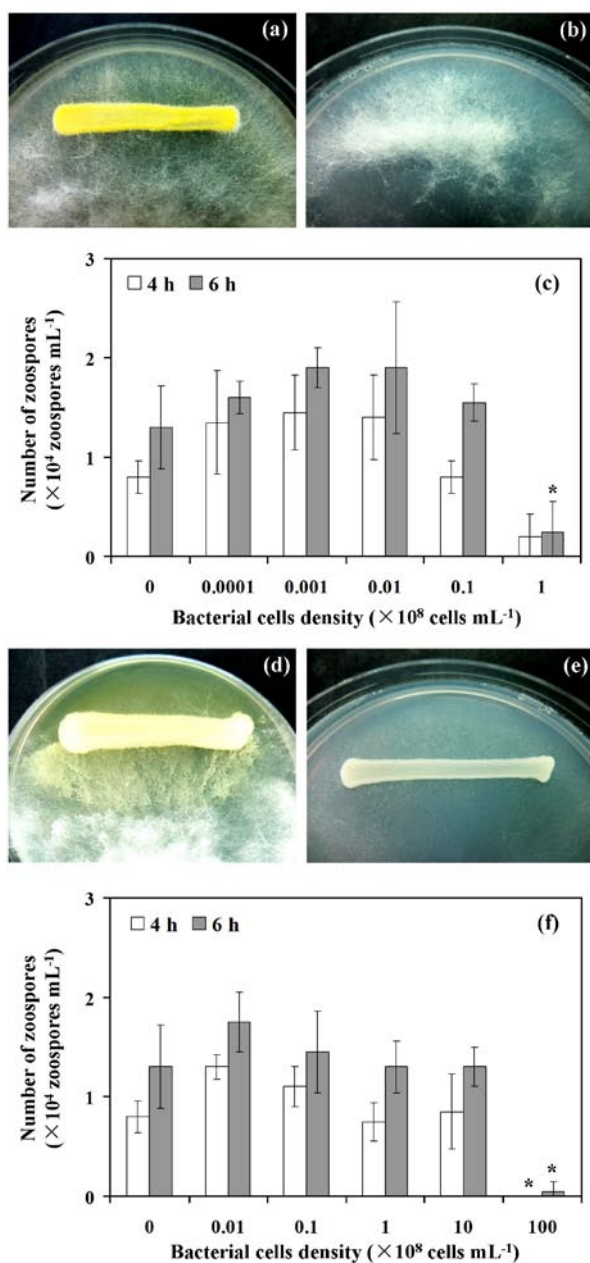 (a)
(b)
3
2
1
0
Number of zoospores
(×10⁴ zoospores mL⁻¹)
4 h
6 h
(c)
*
0 0.0001 0.001 0.01 0.1 1
Bacterial cells density (×10⁸ cells mL⁻¹)
(d)
(e)
3
2
1
0
Number of zoospores
(×10⁴ zoospores mL⁻¹)
4 h
6 h
(f)
* *
0 0.01 0.1 1 10 100
Bacterial cells density (×10⁸ cells mL⁻¹)